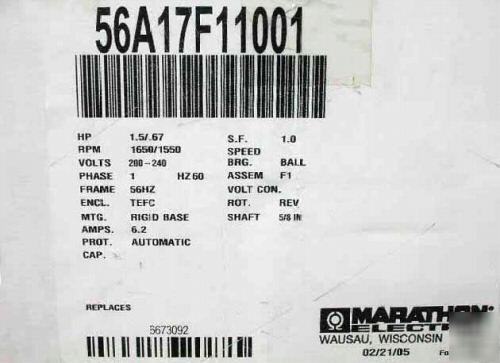 56A17F11001
HP 1.5/.67 S.F. 1.0
RPM 1650/1550 SPEED
VOLTS 200-240 BRG. BALL
PHASE 1 HZ 60 ASSEM F1
FRAME 56HZ VOLT CON.
ENCL. TEFC ROT. REV
MTG. RIGID BASE SHAFT 5/8 IN
AMPS. 6.2
PROT. AUTOMATIC
CAP.
REPLACES
6673092
MARATHON
ELECTRIC
WAUSAU, WISCONSIN
02/21/05 Fo